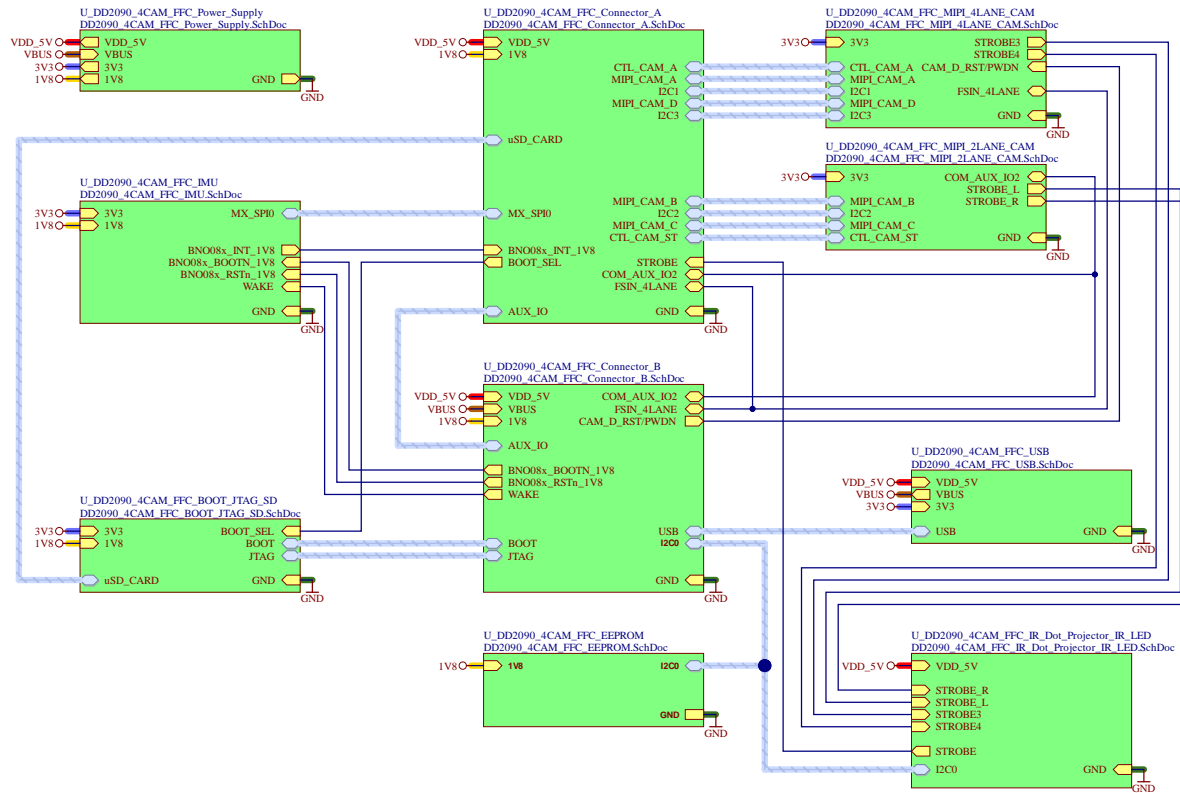 U_DD2090_4CAM_FFC_Power_Supply
DD2090_4CAM_FFC_Power_Supply.SchDoc
VDD_5V VDD_5V
VBUS VBUS
3V3 3V3
1V8 1V8 GND
GND
U_DD2090_4CAM_FFC_Connector_A
DD2090_4CAM_FFC_Connector_A.SchDoc
VDD_5V VDD_5V
1V8 1V8
CTL_CAM_A
MIPI_CAM_A
I2C1
MIPI_CAM_D
I2C3
uSD_CARD
MIPI_CAM_B
MX_SPI0 I2C2
MIPI_CAM_C
CTL_CAM_ST
BNO08x_INT_1V8
BOOT_SEL STROBE
COM_AUX_IO2
FSIN_4LANE
AUX_IO GND
GND
U_DD2090_4CAM_FFC_MIPI_4LANE_CAM
DD2090_4CAM_FFC_MIPI_4LANE_CAM.SchDoc
3V3 3V3 STROBE3
STROBE4
CTL_CAM_A CAM_D_RST/PWDN
MIPI_CAM_A
I2C1 FSIN_4LANE
MIPI_CAM_D
I2C3 GND
GND
U_DD2090_4CAM_FFC_MIPI_2LANE_CAM
DD2090_4CAM_FFC_MIPI_2LANE_CAM.SchDoc
3V3 3V3 COM_AUX_IO2
STROBE_L
MIPI_CAM_B STROBE_R
I2C2
MIPI_CAM_C
CTL_CAM_ST GND
GND
U_DD2090_4CAM_FFC_IMU
DD2090_4CAM_FFC_IMU.SchDoc
3V3 3V3 MX_SPI0
1V8 1V8
BNO08x_INT_1V8
BNO08x_BOOTN_1V8
BNO08x_RSTn_1V8
WAKE
GND
GND
U_DD2090_4CAM_FFC_Connector_B
DD2090_4CAM_FFC_Connector_B.SchDoc
VDD_5V VDD_5V COM_AUX_IO2
VBUS VBUS FSIN_4LANE
1V8 1V8 CAM_D_RST/PWDN
AUX_IO
BNO08x_BOOTN_1V8
BNO08x_RSTn_1V8
WAKE
USB
BOOT I2C0
JTAG
GND
GND
U_DD2090_4CAM_FFC_USB
DD2090_4CAM_FFC_USB.SchDoc
VDD_5V VDD_5V
VBUS VBUS
3V3 3V3
USB GND
GND
U_DD2090_4CAM_FFC_BOOT_JTAG_SD
DD2090_4CAM_FFC_BOOT_JTAG_SD.SchDoc
3V3 3V3 BOOT_SEL
1V8 1V8 BOOT
JTAG
uSD_CARD GND
GND
U_DD2090_4CAM_FFC_EEPROM
DD2090_4CAM_FFC_EEPROM.SchDoc
1V8 1V8 I2C0
GND
GND
U_DD2090_4CAM_FFC_IR_Dot_Projector_IR_LED
DD2090_4CAM_FFC_IR_Dot_Projector_IR_LED.SchDoc
VDD_5V VDD_5V
STROBE_R
STROBE_L
STROBE3
STROBE4
STROBE
I2C0 GND
GND